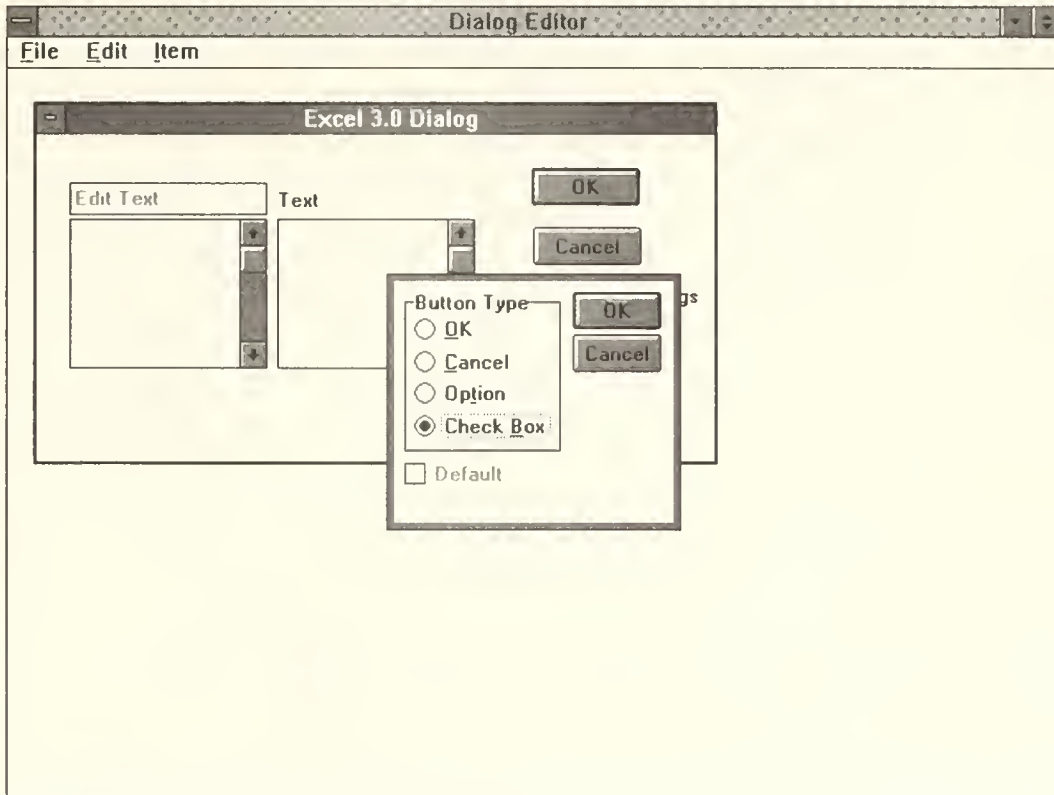 Dialog Editor
File Edit Item
Excel 3.0 Dialog
Edit Text
Text
OK
Cancel
gs
Button Type
OK
Cancel
Option
Check Box
Default
OK
Cancel